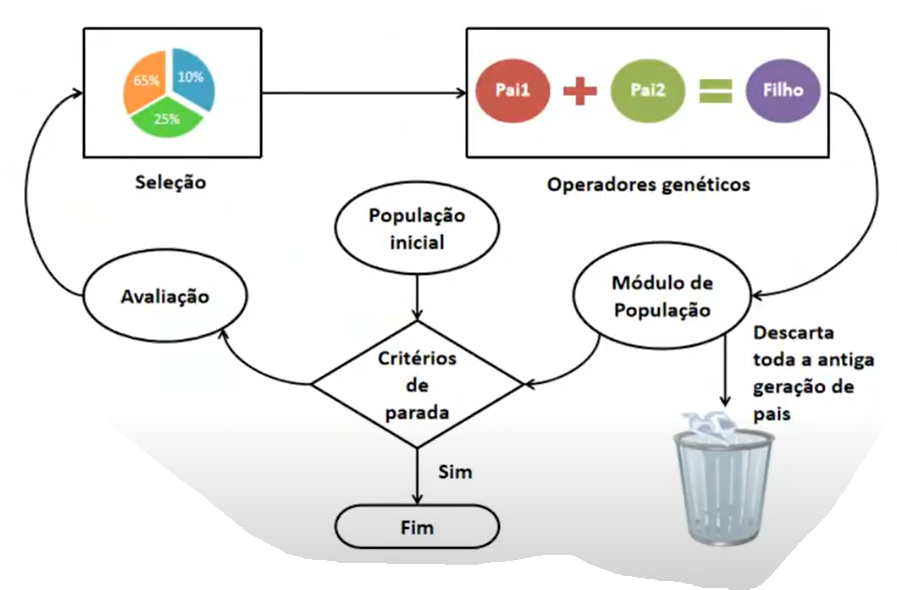 65%
10%
25%
Pai1
Pai2
Filho
Seleção
Operadores genéticos
População
inicial
Avaliação
Módulo de
População
Critérios
de
parada
Descarta
toda a antiga
geração de
pais
Sim
Fim